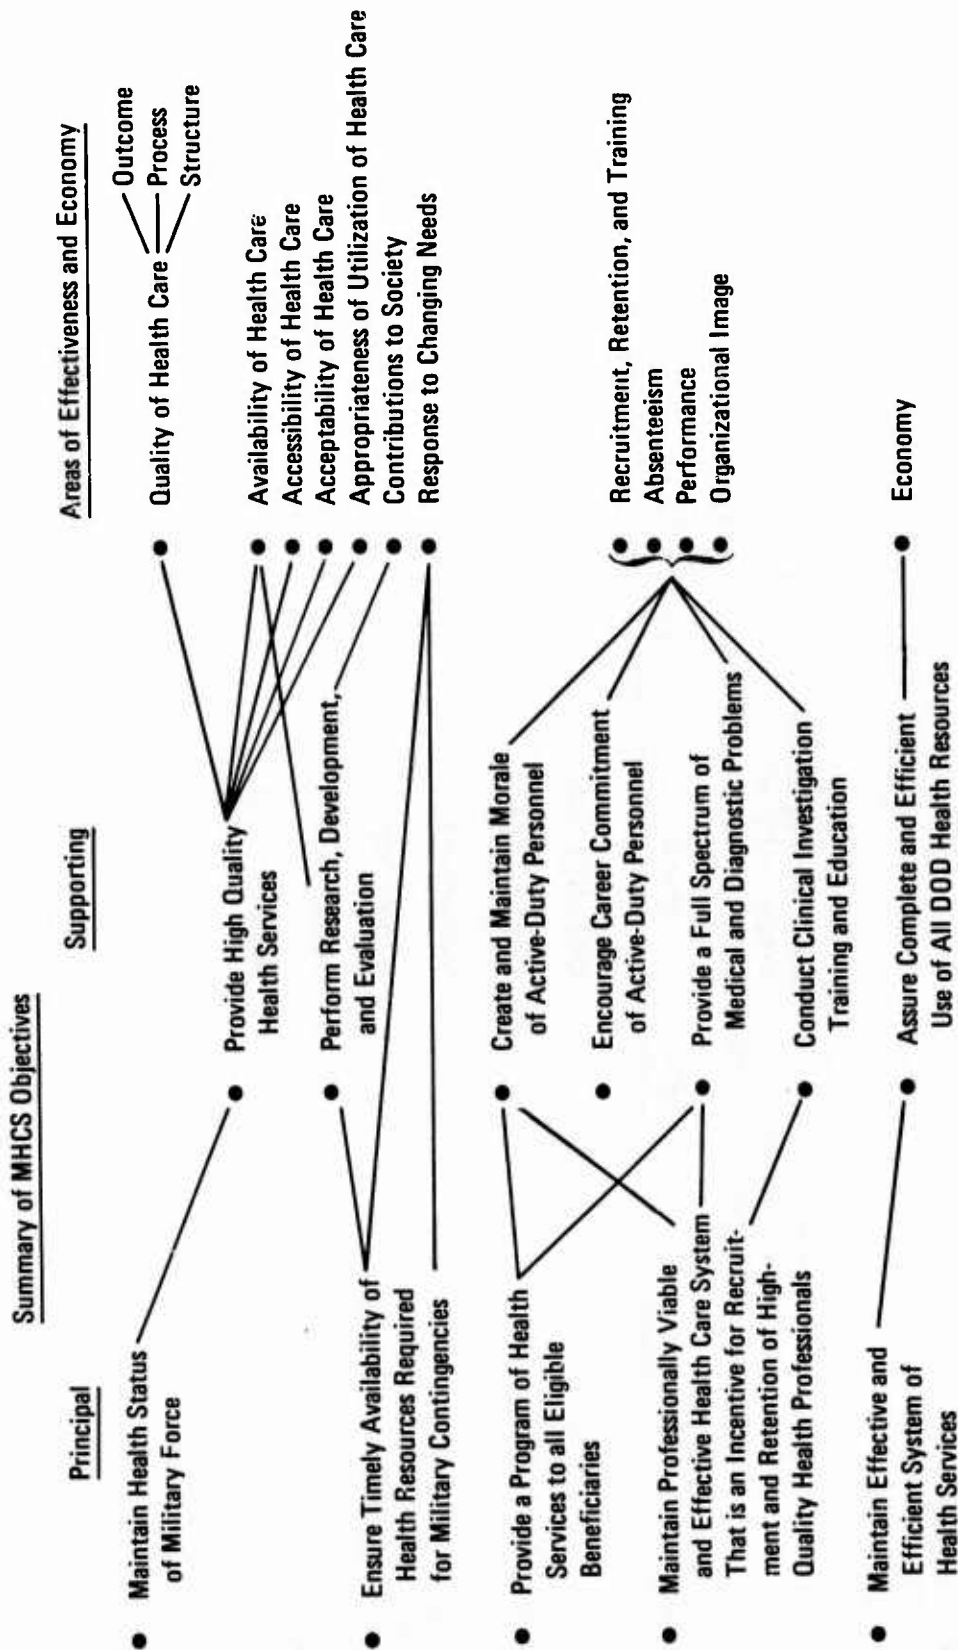 Summary of MHCS Objectives
Principal
Supporting
Areas of Effectiveness and Economy
● Maintain Health Status
of Military Force
● Ensure Timely Availability of
Health Resources Required
for Military Contingencies
● Provide a Program of Health
Services to all Eligible
Beneficiaries
● Maintain Professionally Viable
and Effective Health Care System
That is an Incentive for Recruit-
ment and Retention of High-
Quality Health Professionals
● Maintain Effective and
Efficient System of
Health Services
● Provide High Quality
Health Services
● Perform Research, Development,
and Evaluation
● Create and Maintain Morale
of Active-Duty Personnel
● Encourage Career Commitment
of Active-Duty Personnel
● Provide a Full Spectrum of
Medical and Diagnostic Problems
● Conduct Clinical Investigation
Training and Education
● Assure Complete and Efficient
Use of All DOD Health Resources
● Quality of Health Care
Outcome
Process
Structure
● Availability of Health Care
● Accessibility of Health Care
● Acceptability of Health Care
● Appropriateness of Utilization of Health Care
● Contributions to Society
● Response to Changing Needs
● Recruitment, Retention, and Training
● Absenteeism
● Performance
● Organizational Image
● Economy